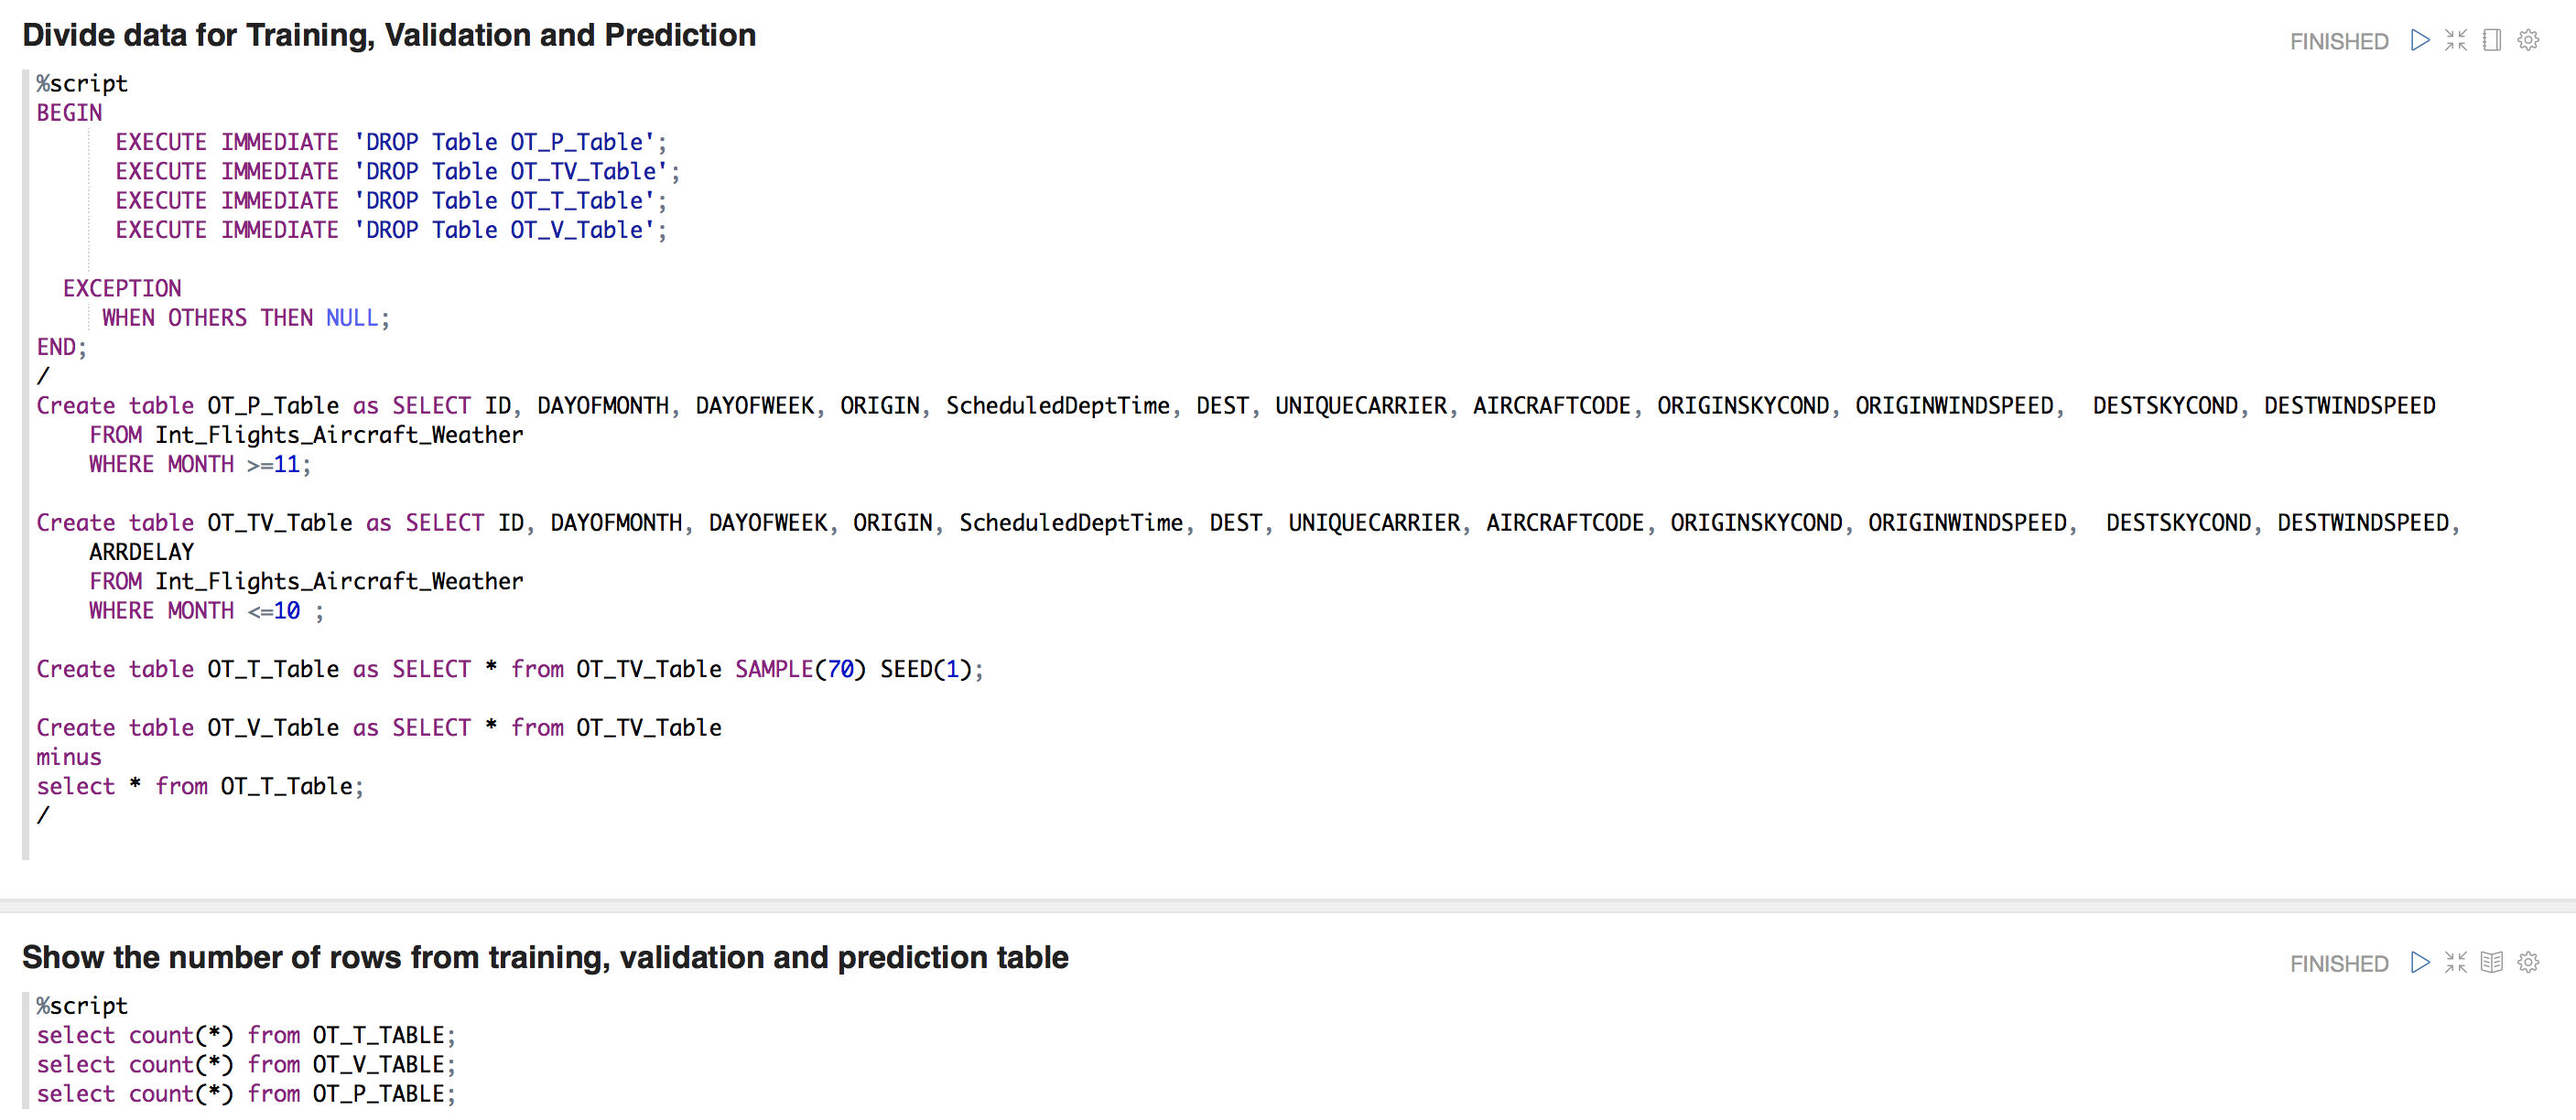 Divide data for Training, Validation and Prediction
FINISHED
%script
BEGIN
EXECUTE IMMEDIATE 'DROP Table OT_P_Table';
EXECUTE IMMEDIATE 'DROP Table OT_TV_Table';
EXECUTE IMMEDIATE 'DROP Table OT_T_Table';
EXECUTE IMMEDIATE 'DROP Table OT_V_Table';
EXCEPTION
WHEN OTHERS THEN NULL;
END;
/
Create table OT_P_Table as SELECT ID, DAYOFMONTH, DAYOFWEEK, ORIGIN, ScheduledDeptTime, DEST, UNIQUECARRIER, AIRCRAFTCODE, ORIGINSKYCOND, ORIGINWINDSPEED,  DESTSKYCOND, DESTWINDSPEED
FROM Int_Flights_Aircraft_Weather
WHERE MONTH >=11;
Create table OT_TV_Table as SELECT ID, DAYOFMONTH, DAYOFWEEK, ORIGIN, ScheduledDeptTime, DEST, UNIQUECARRIER, AIRCRAFTCODE, ORIGINSKYCOND, ORIGINWINDSPEED,  DESTSKYCOND, DESTWINDSPEED,
ARRDELAY
FROM Int_Flights_Aircraft_Weather
WHERE MONTH <=10 ;
Create table OT_T_Table as SELECT * from OT_TV_Table SAMPLE(70) SEED(1);
Create table OT_V_Table as SELECT * from OT_TV_Table
minus
select * from OT_T_Table;
/
Show the number of rows from training, validation and prediction table
FINISHED
%script
select count(*) from OT_T_TABLE;
select count(*) from OT_V_TABLE;
select count(*) from OT_P_TABLE;